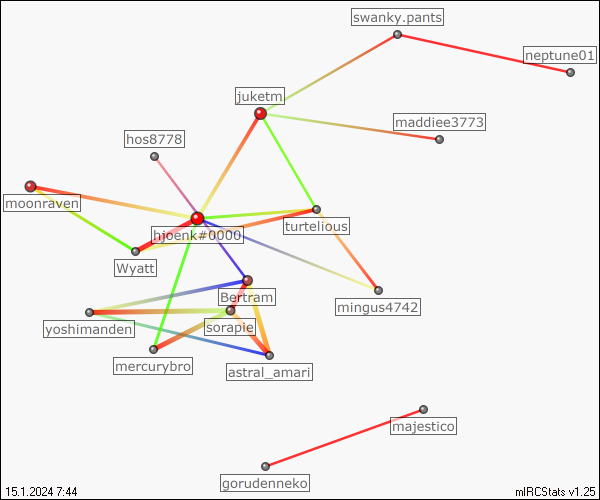 swanky.pants
neptune01
juketm
maddiee3773
hos8778
moonraven
turtelious
hjoenk#0000
Wyatt
Bertram
mingus4742
yoshimanden
sorapie
mercurybro
astral_amari
majestico
gorudenneko
15.1.2024 7:44
mIRCStats v1.25